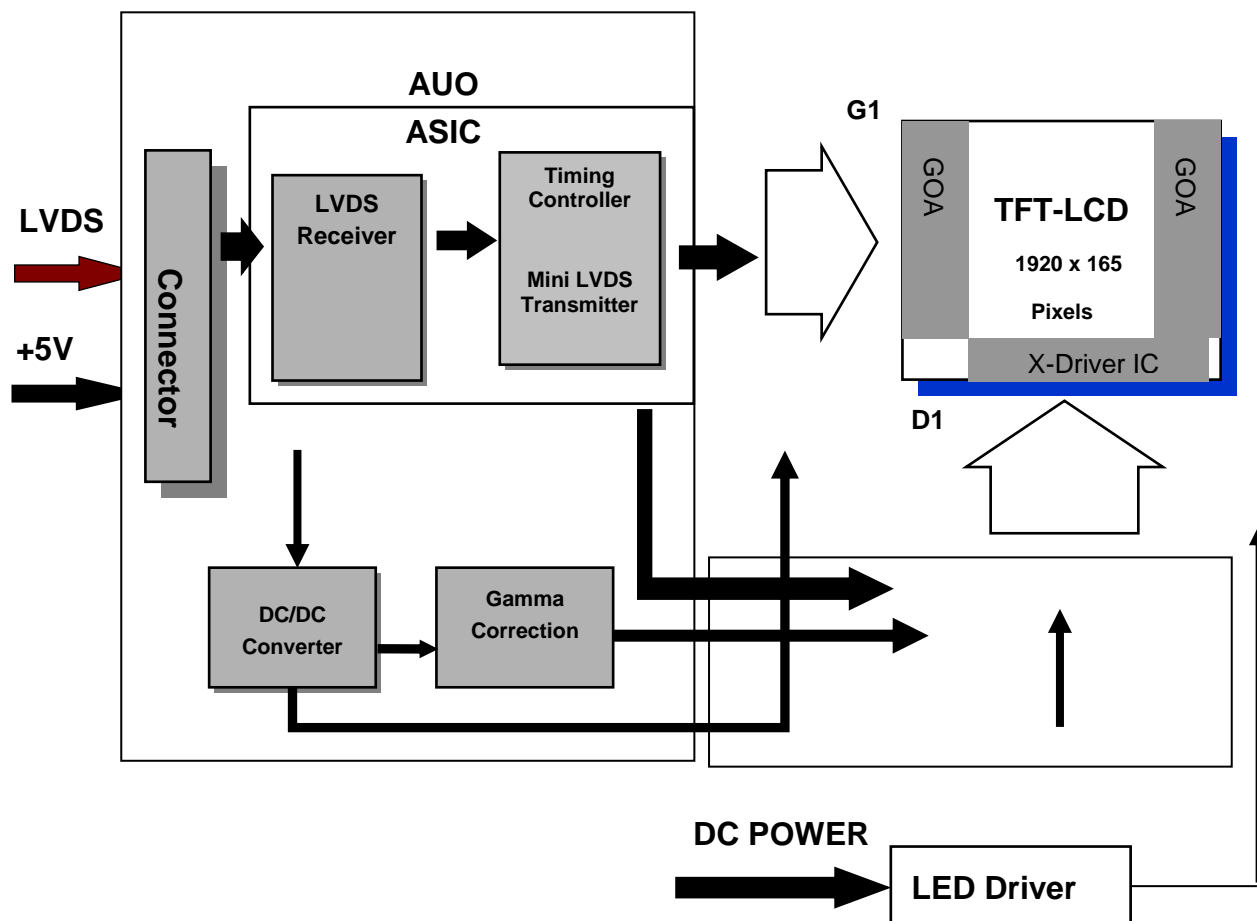 AUO
ASIC
G1
LVDS
+5V
Connector
LVDS
Receiver
Timing
Controller
Mini LVDS
Transmitter
GOA
TFT-LCD
1920 x 165
Pixels
GOA
X-Driver IC
D1
DC/DC
Converter
Gamma
Correction
DC POWER
LED Driver